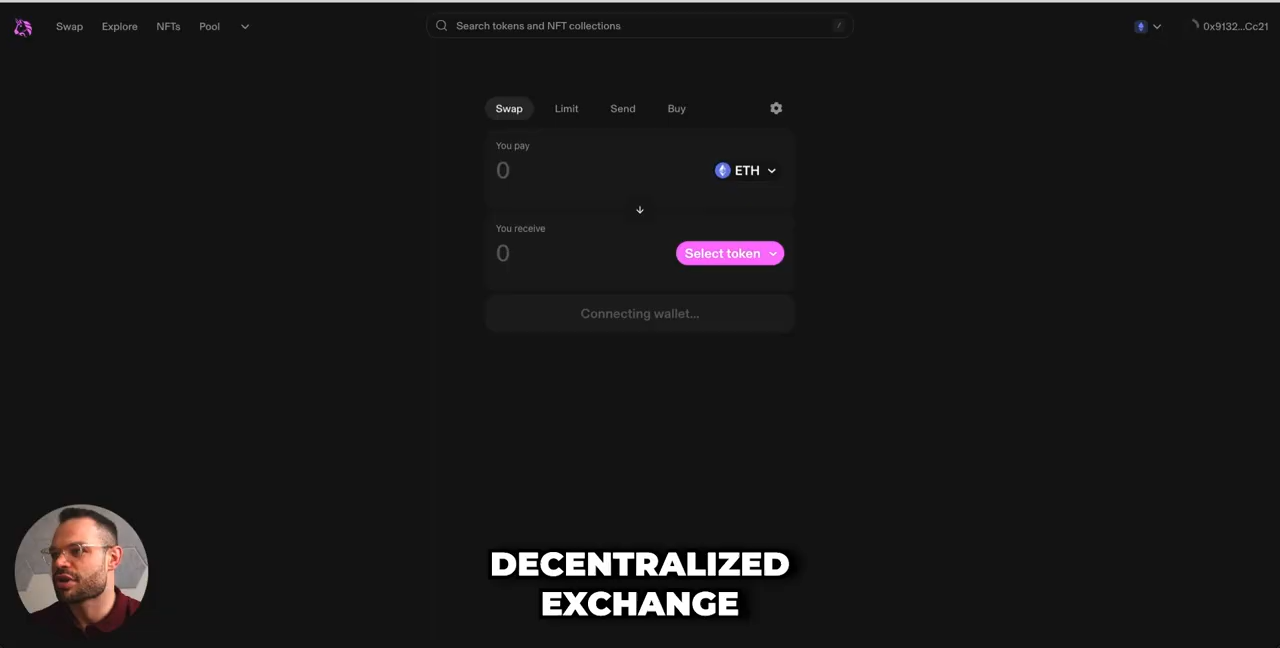 Swap Explore NFTs Pool
Search tokens and NFT collections /
0x9132...Cc21
Swap Limit Send Buy
You pay
0 ETH
You receive
0 Select token
Connecting wallet...
DECENTRALIZED
EXCHANGE